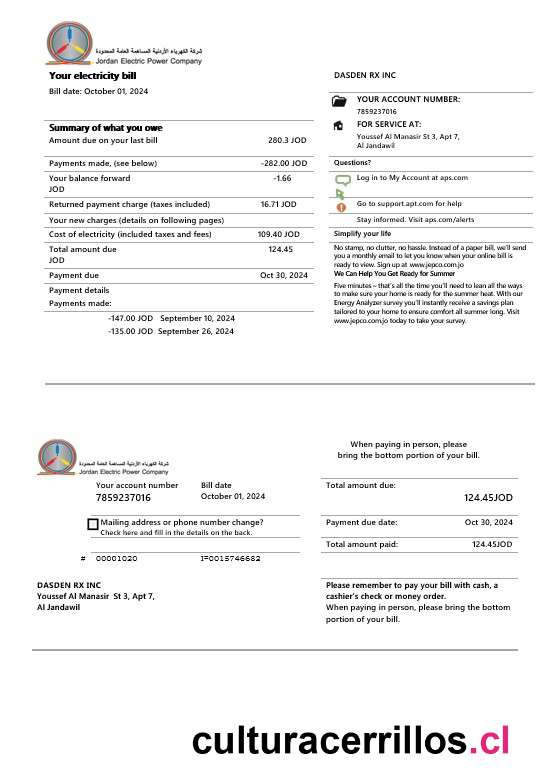 شركة الكهرباء الأردنية المساهمة العامة المحدودة
Jordan Electric Power Company
Your electricity bill
Bill date: October 01, 2024
Summary of what you owe
Amount due on your last bill 280.3 JOD
Payments made, (see below) -282.00 JOD
Your balance forward -1.66
JOD
Returned payment charge (taxes included) 16.71 JOD
Your new charges (details on following pages)
Cost of electricity (included taxes and fees) 109.40 JOD
Total amount due 124.45
JOD
Payment due Oct 30, 2024
Payment details
Payments made:
-147.00 JOD September 10, 2024
-135.00 JOD September 26, 2024
DASDEN RX INC
YOUR ACCOUNT NUMBER:
7859237016
FOR SERVICE AT:
Youssef Al Manasir St 3, Apt 7,
Al Jandawil
Questions?
Log in to My Account at aps.com
Go to support.apt.com for help
Stay informed. Visit aps.com/alerts
Simplify your life
No stamp, no clutter, no hassle. Instead of a paper bill, we'll send
you a monthly email to let you know when your online bill is
ready to view. Sign up at www.jepco.com.jo
We Can Help You Get Ready for Summer
Five minutes – that's all the time you'll need to lean all the ways
to make sure your home is ready for the summer heat. With our
Energy Analyzer survey you'll instantly receive a savings plan
tailored to your home to ensure comfort all summer long. Visit
www.jepco.com.jo today to take your survey.
شركة الكهرباء الأردنية المساهمة العامة المحدودة
Jordan Electric Power Company
When paying in person, please
bring the bottom portion of your bill.
Your account number Bill date
7859237016 October 01, 2024
Mailing address or phone number change?
Check here and fill in the details on the back.
# 00001020 I=0015746682
Total amount due:
124.45JOD
Payment due date: Oct 30, 2024
Total amount paid: 124.45JOD
DASDEN RX INC
Youssef Al Manasir St 3, Apt 7,
Al Jandawil
Please remember to pay your bill with cash, a
cashier's check or money order.
When paying in person, please bring the bottom
portion of your bill.
culturacerrillos.cl